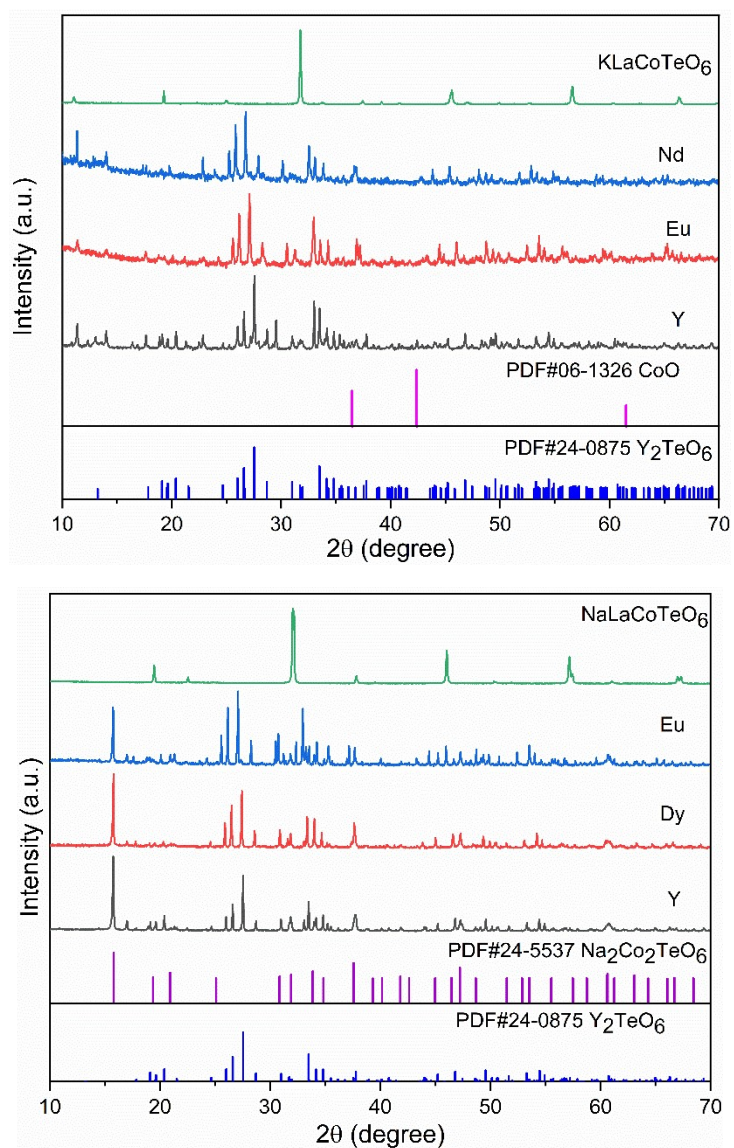 KLaCoTeO₆
Nd
Eu
Y
PDF#06-1326 CoO
PDF#24-0875 Y₂TeO₆
Intensity (a.u.)
10 20 30 40 50 60 70
2θ (degree)
NaLaCoTeO₆
Eu
Dy
Y
PDF#24-5537 Na₂Co₂TeO₆
PDF#24-0875 Y₂TeO₆
Intensity (a.u.)
10 20 30 40 50 60 70
2θ (degree)